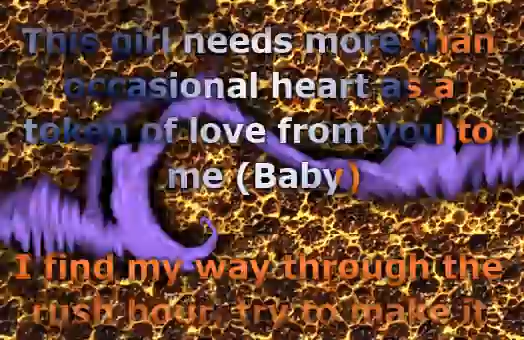 This girl needs more than
occasional heart as a
token of love from you to
me (Baby)
I find my way through the
rush hour, try to make it